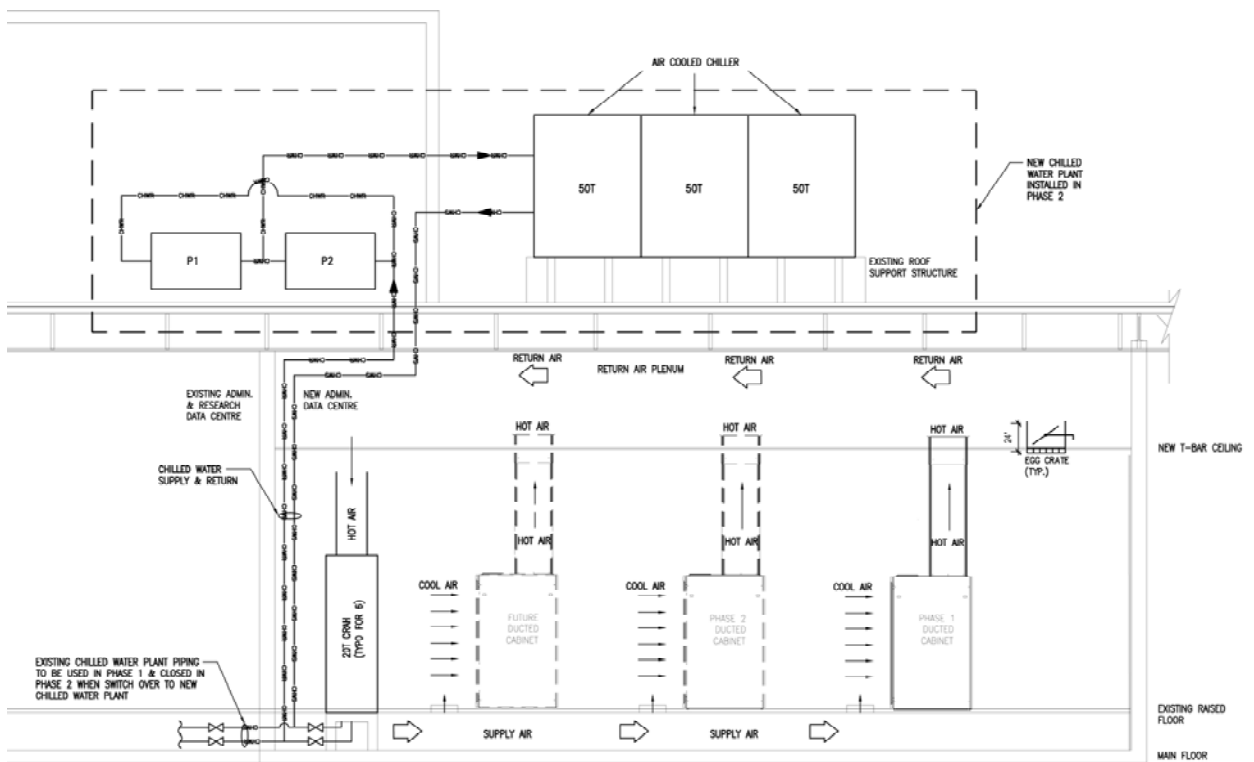 AIR COOLED CHILLER
50T
50T
50T
NEW CHILLED
WATER PLANT
INSTALLED IN
PHASE 2
CHWR
CHWR
CHWR
CHWR
P1
P2
EXISTING ROOF
SUPPORT STRUCTURE
RETURN AIR
RETURN AIR
RETURN AIR
RETURN AIR PLENUM
EXISTING ADMIN.
& RESEARCH
DATA CENTRE
NEW ADMIN.
DATA CENTRE
HOT AIR
HOT AIR
HOT AIR
24"
EGG CRATE
(TYP.)
NEW T-BAR CEILING
CHILLED WATER
SUPPLY & RETURN
HOT AIR
HOT AIR
HOT AIR
HOT AIR
COOL AIR
COOL AIR
COOL AIR
20T CRAH
(TYPD FOR 6)
FUTURE
DUCTED
CABINET
PHASE 2
DUCTED
CABINET
PHASE 1
DUCTED
CABINET
EXISTING CHILLED WATER PLANT PIPING
TO BE USED IN PHASE 1 & CLOSED IN
PHASE 2 WHEN SWITCH OVER TO NEW
CHILLED WATER PLANT
EXISTING RAISED
FLOOR
SUPPLY AIR
SUPPLY AIR
MAIN FLOOR